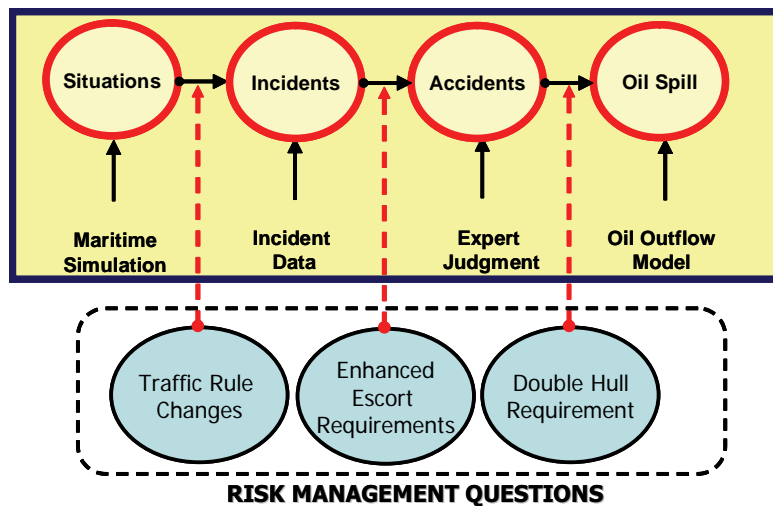 Situations
Incidents
Accidents
Oil Spill
Maritime
Simulation
Incident
Data
Expert
Judgment
Oil Outflow
Model
Traffic Rule
Changes
Enhanced
Escort
Requirements
Double Hull
Requirement
RISK MANAGEMENT QUESTIONS